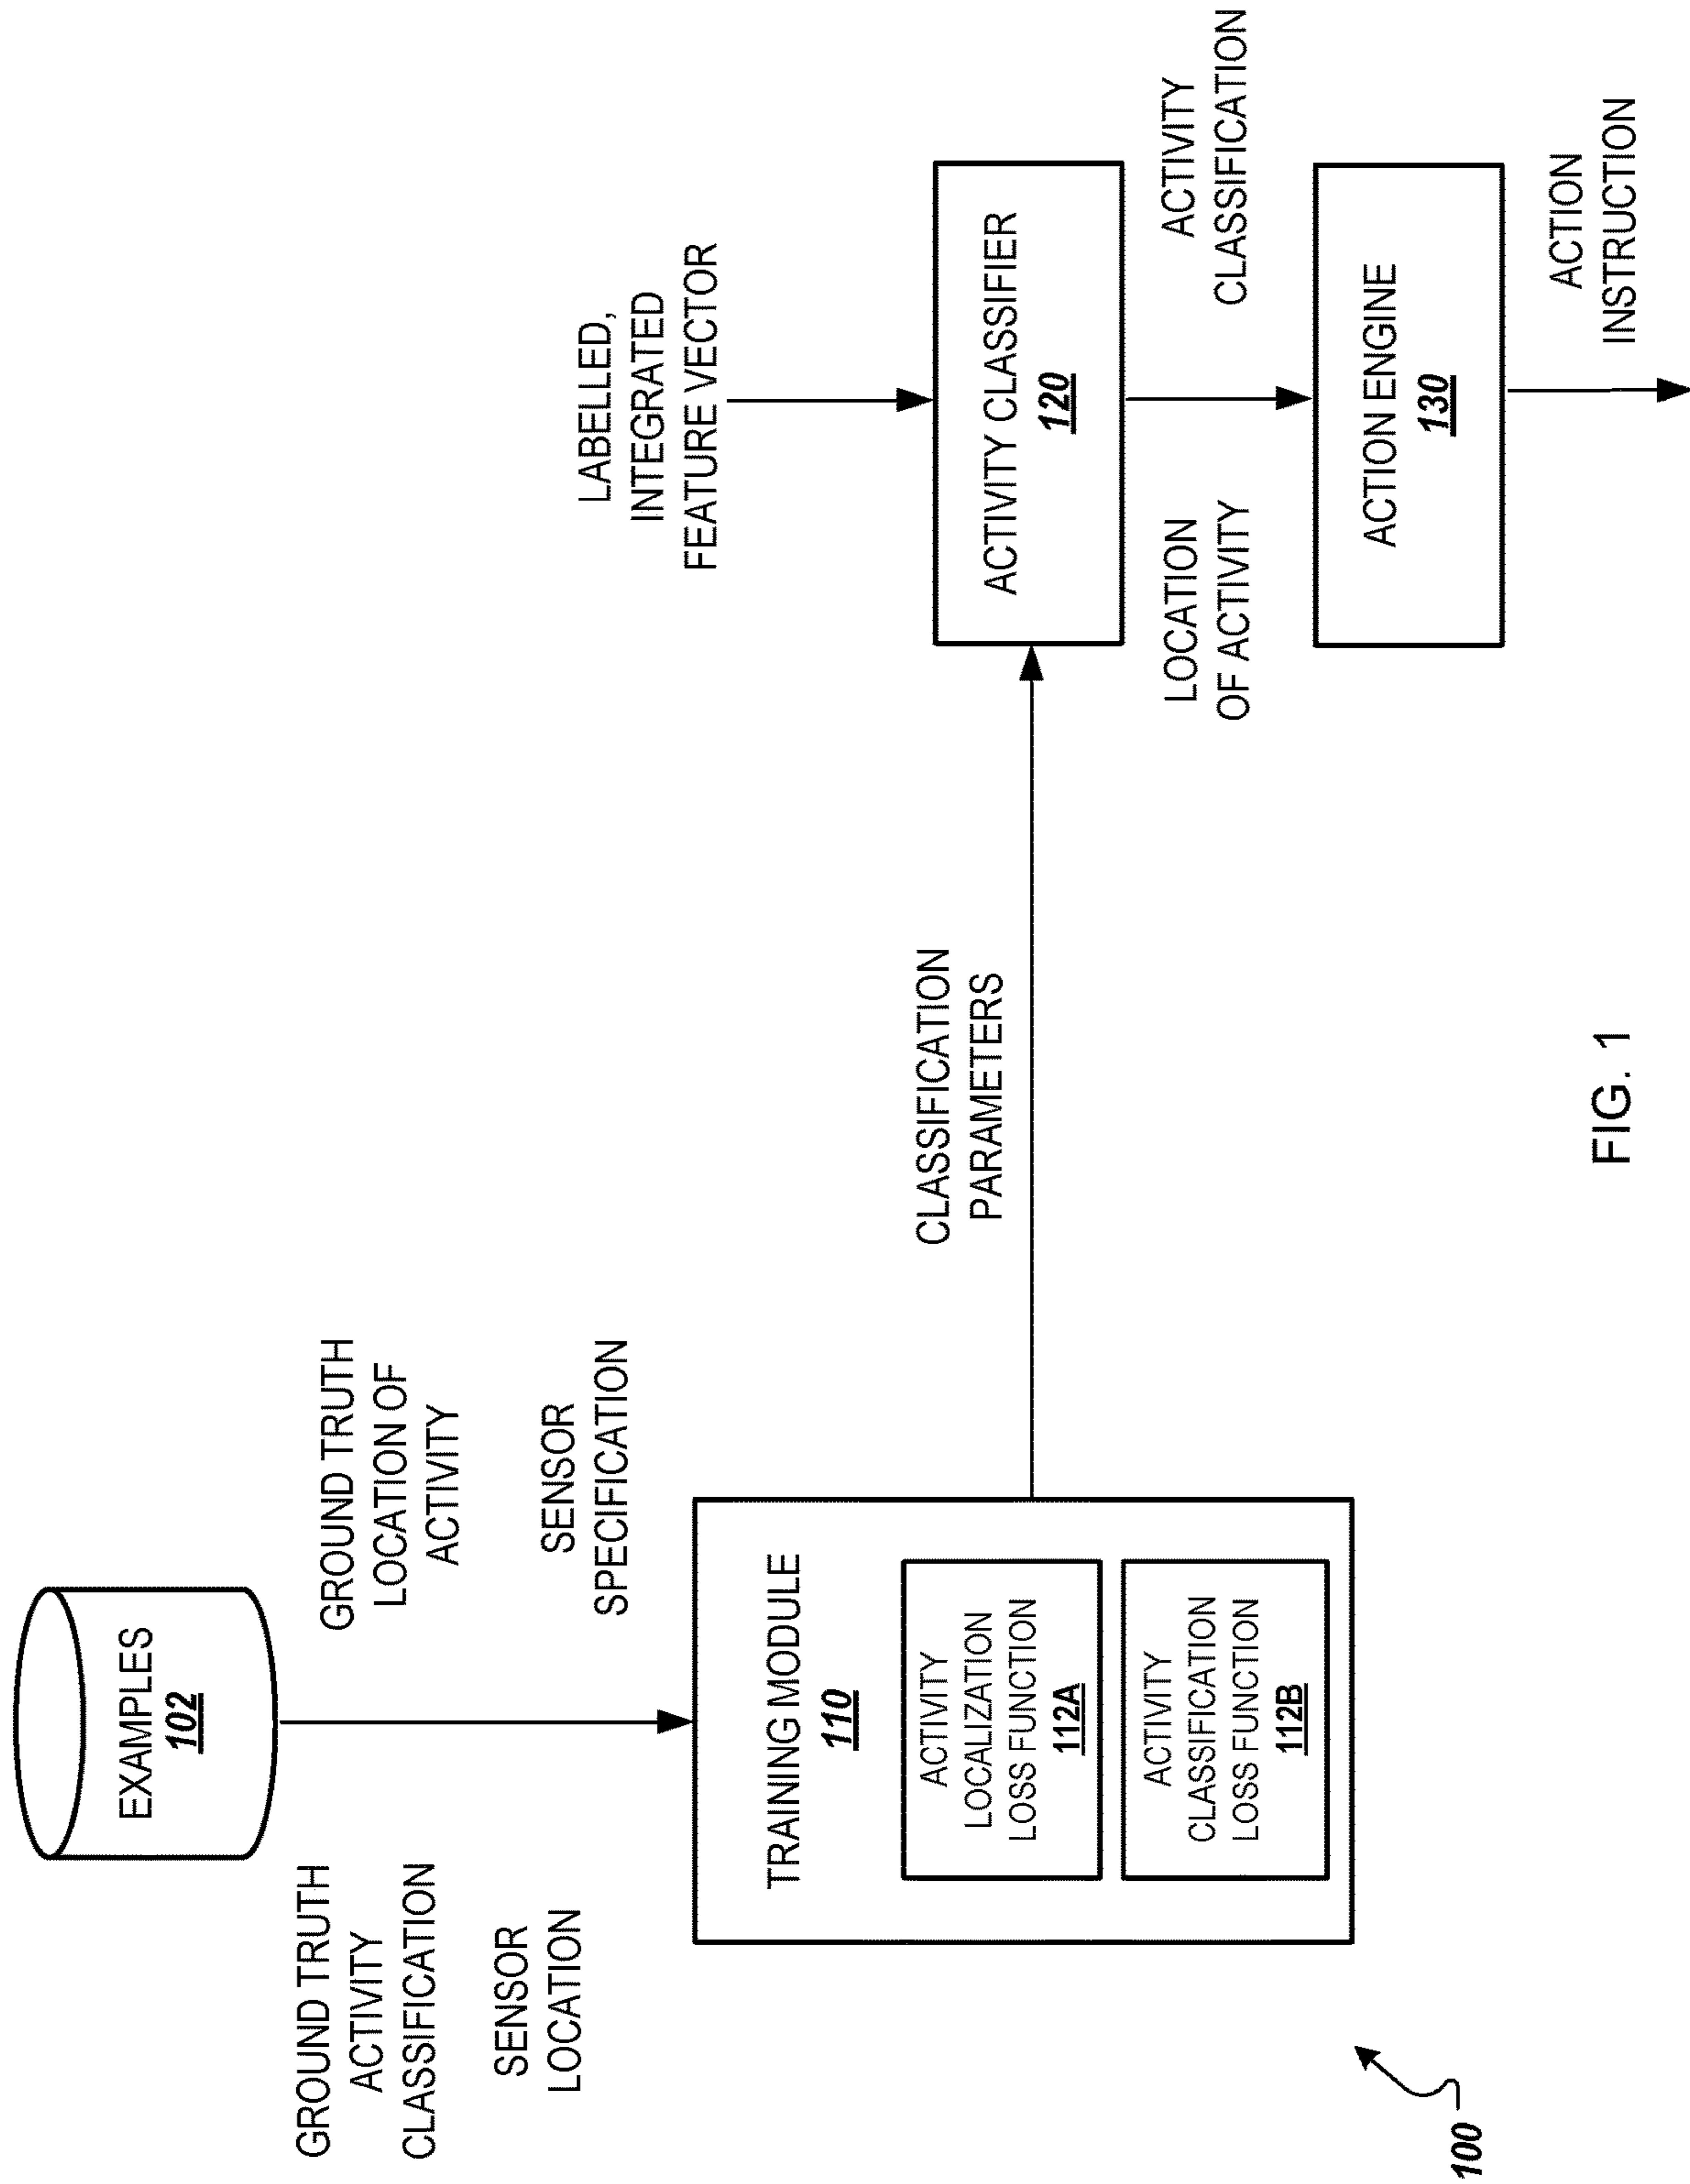 EXAMPLES
102
GROUND TRUTH
ACTIVITY
CLASSIFICATION
GROUND TRUTH
LOCATION OF
ACTIVITY
SENSOR
LOCATION
SENSOR
SPECIFICATION
TRAINING MODULE
110
ACTIVITY
LOCALIZATION
LOSS FUNCTION
112A
ACTIVITY
CLASSIFICATION
LOSS FUNCTION
112B
CLASSIFICATION
PARAMETERS
LABELLED,
INTEGRATED
FEATURE VECTOR
ACTIVITY CLASSIFIER
120
LOCATION
OF ACTIVITY
ACTIVITY
CLASSIFICATION
ACTION ENGINE
130
ACTION
INSTRUCTION
100
FIG. 1